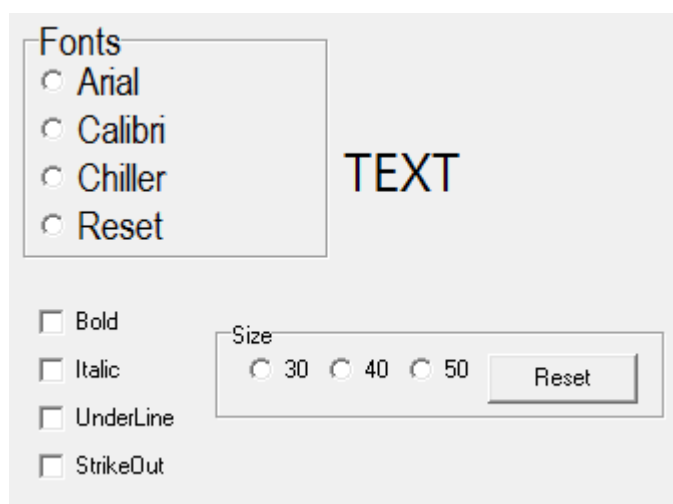 Fonts
Arial
Calibri
Chiller
Reset
TEXT
Bold
Italic
UnderLine
StrikeOut
Size
30 40 50 Reset